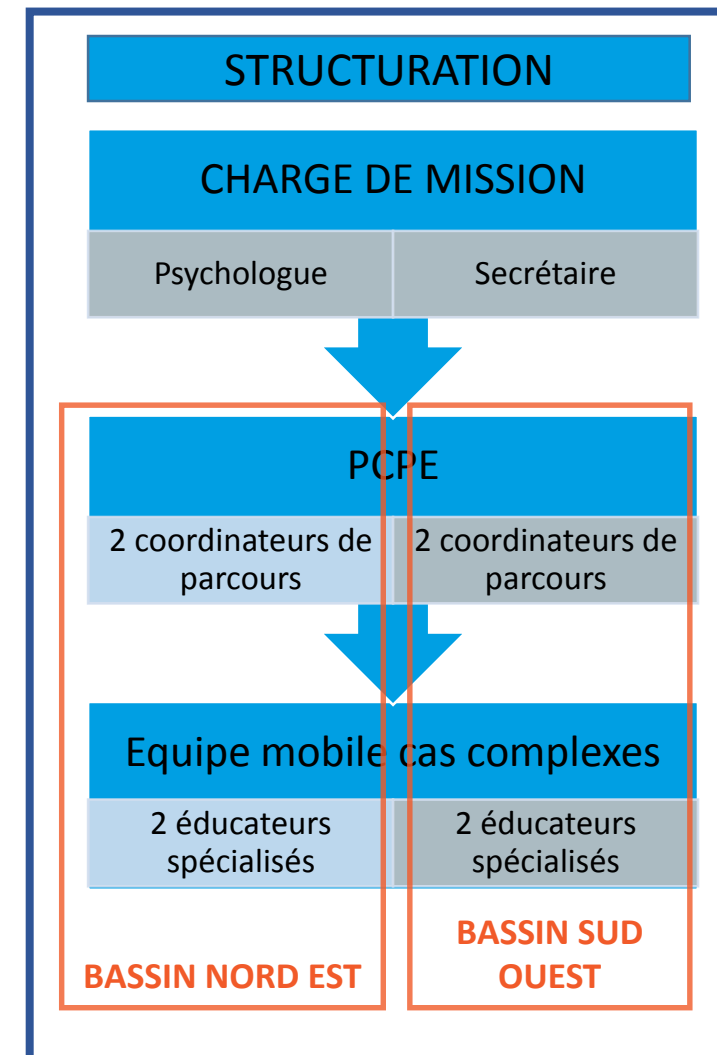 STRUCTURATION
CHARGE DE MISSION
Psychologue
Secrétaire
PCPE
2 coordinateurs de
parcours
2 coordinateurs de
parcours
Equipe mobile cas complexes
2 éducateurs
spécialisés
2 éducateurs
spécialisés
BASSIN NORD EST
BASSIN SUD
OUEST